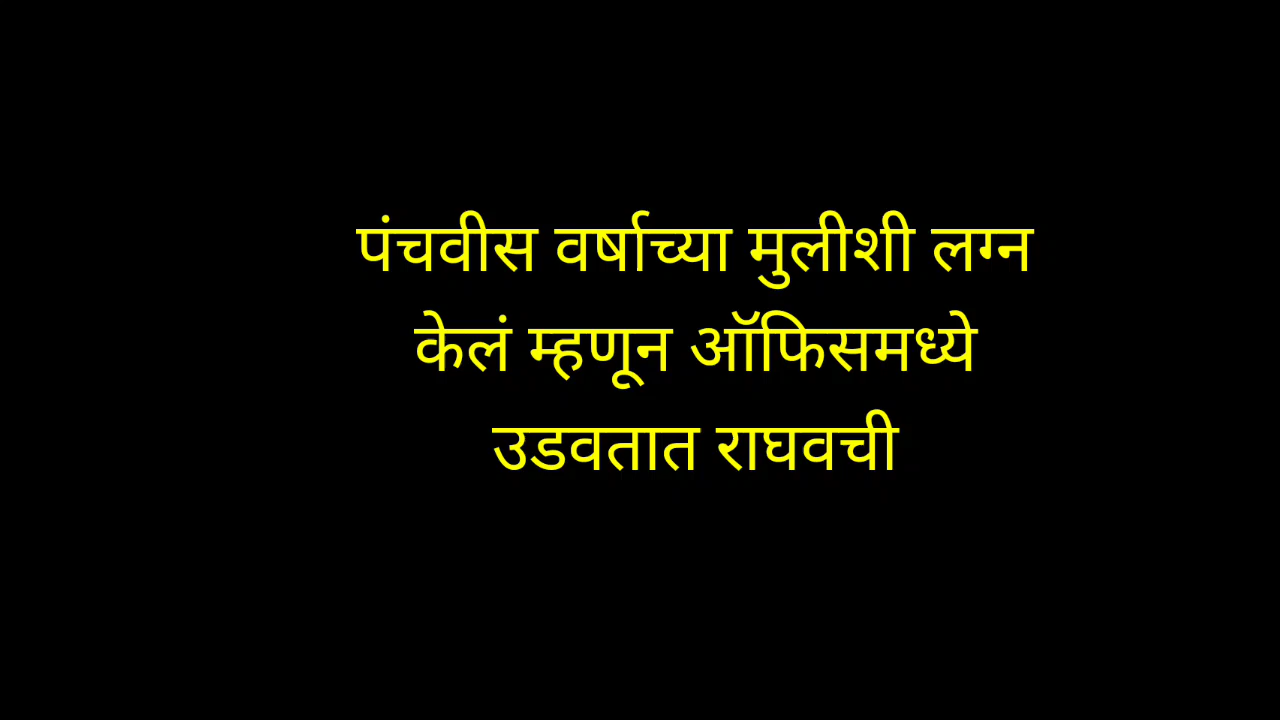 पंचवीस वर्षाच्या मुलीशी लग्न
केलं म्हणून ऑफिसमध्ये
उडवतात राघवची